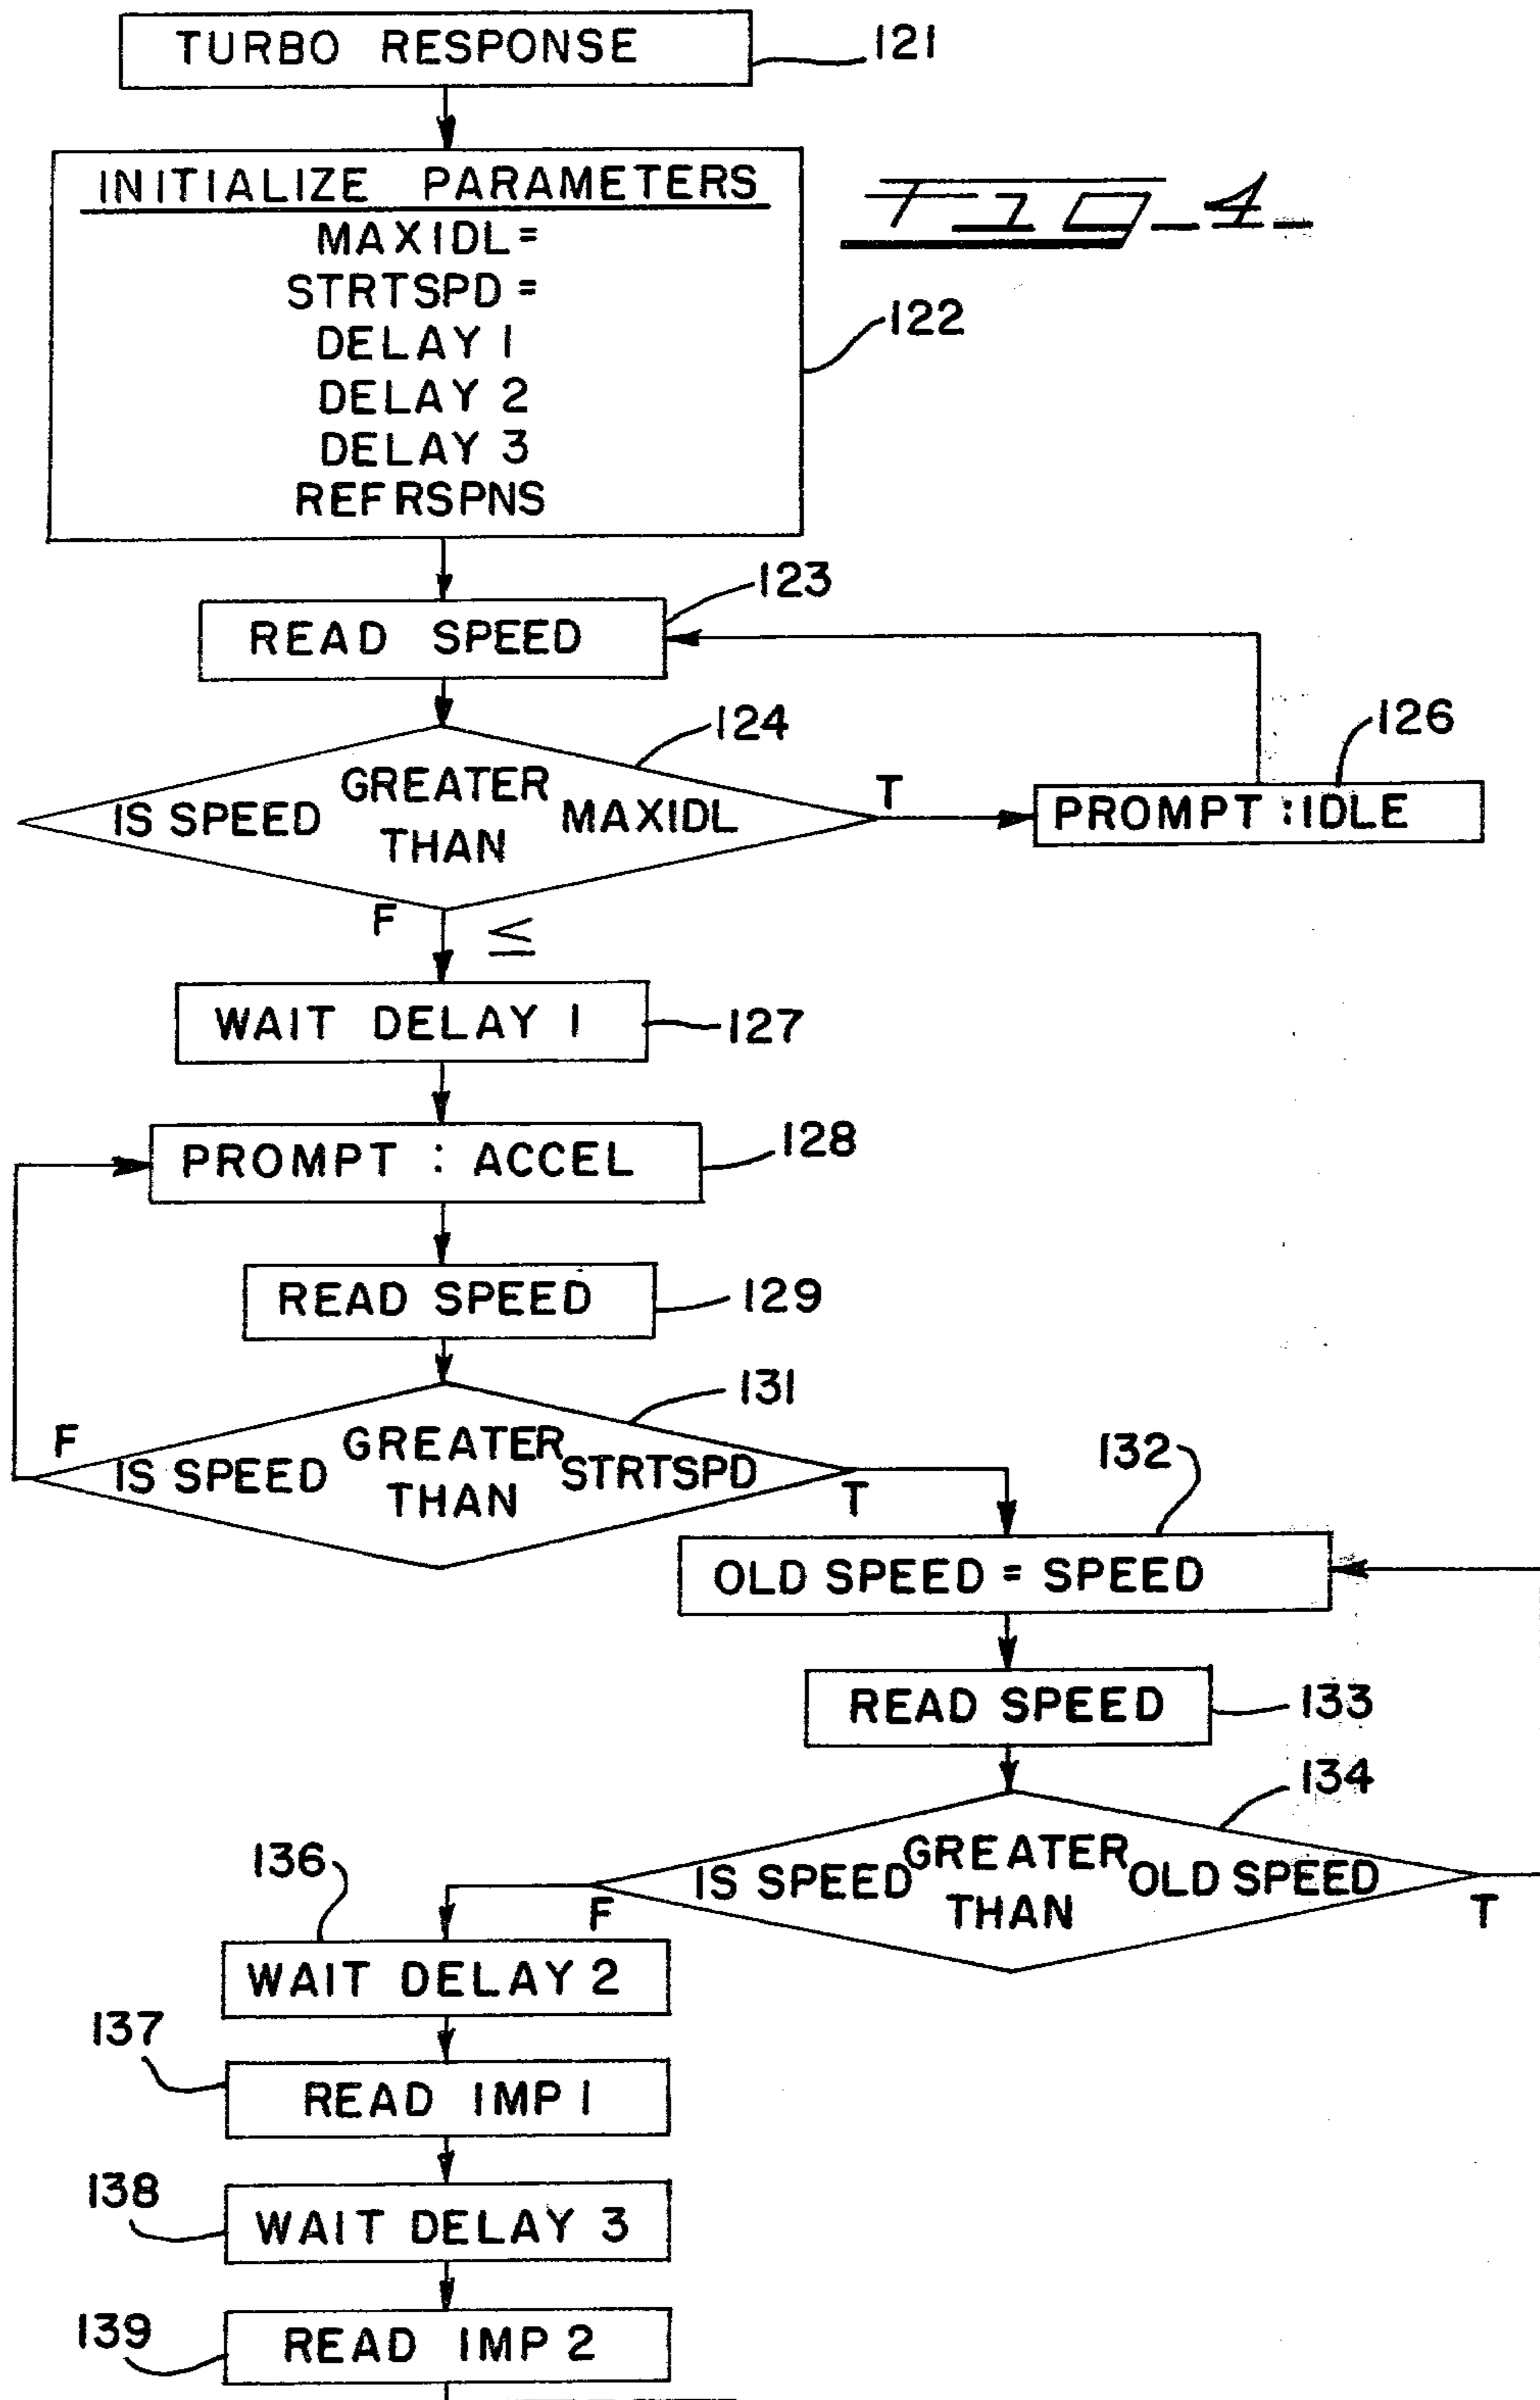 TURBO RESPONSE
121
INITIALIZE PARAMETERS
MAXIDL=
STRTSPD =
DELAY 1
DELAY 2
DELAY 3
REFRSPNS
FIG_4_
122
READ SPEED
123
IS SPEED GREATER THAN MAXIDL
124
T
PROMPT : IDLE
126
F
≤
WAIT DELAY 1
127
PROMPT : ACCEL
128
READ SPEED
129
IS SPEED GREATER THAN STRTSPD
131
F
T
132
OLD SPEED = SPEED
READ SPEED
133
134
IS SPEED GREATER THAN OLD SPEED
T
F
136
WAIT DELAY 2
137
READ IMP 1
138
WAIT DELAY 3
139
READ IMP 2